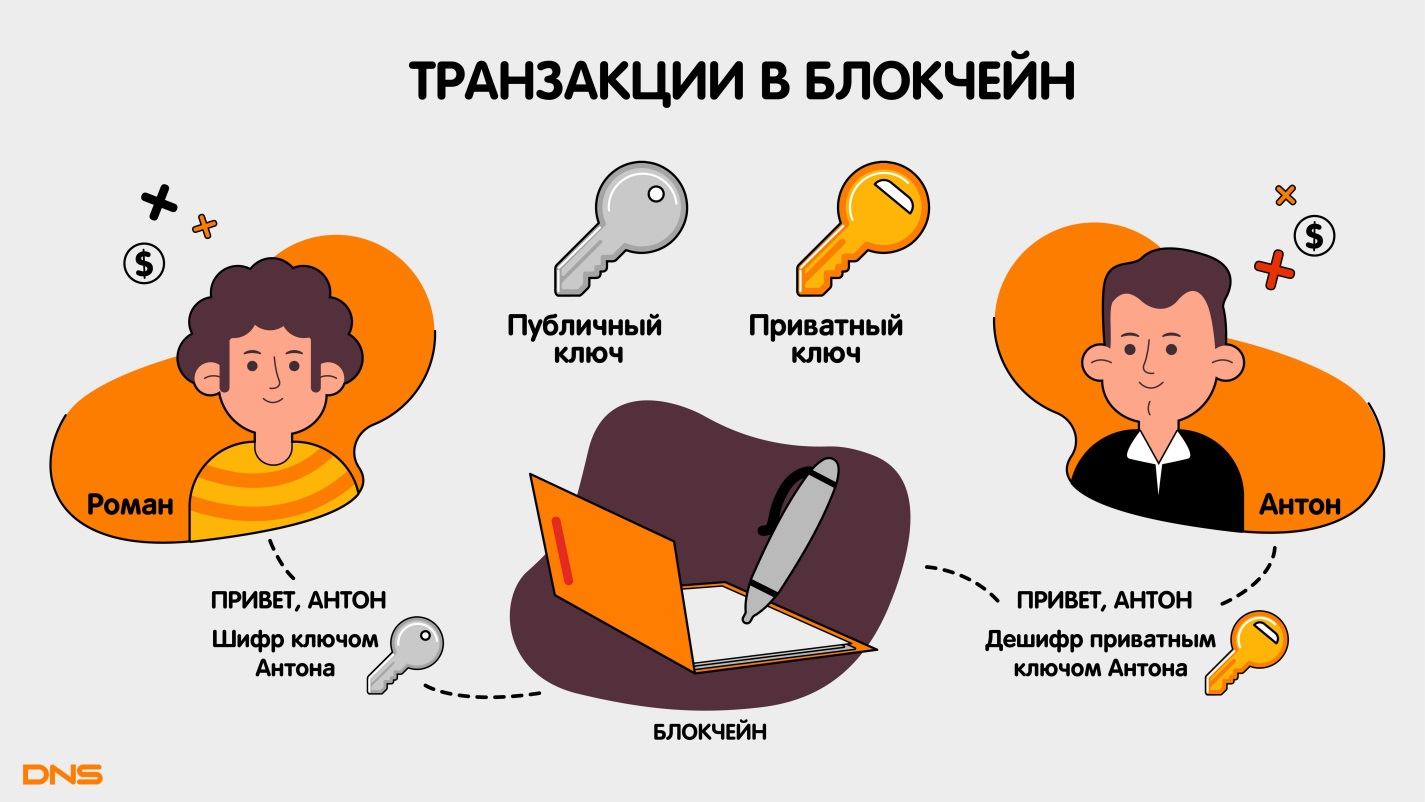 ТРАНЗАКЦИИ В БЛОКЧЕЙН
$
$
Публичный
ключ
Приватный
ключ
Роман
Антон
ПРИВЕТ, АНТОН
Шифр ключом
Антона
ПРИВЕТ, АНТОН
Дешифр приватным
ключом Антона
БЛОКЧЕЙН
DNS